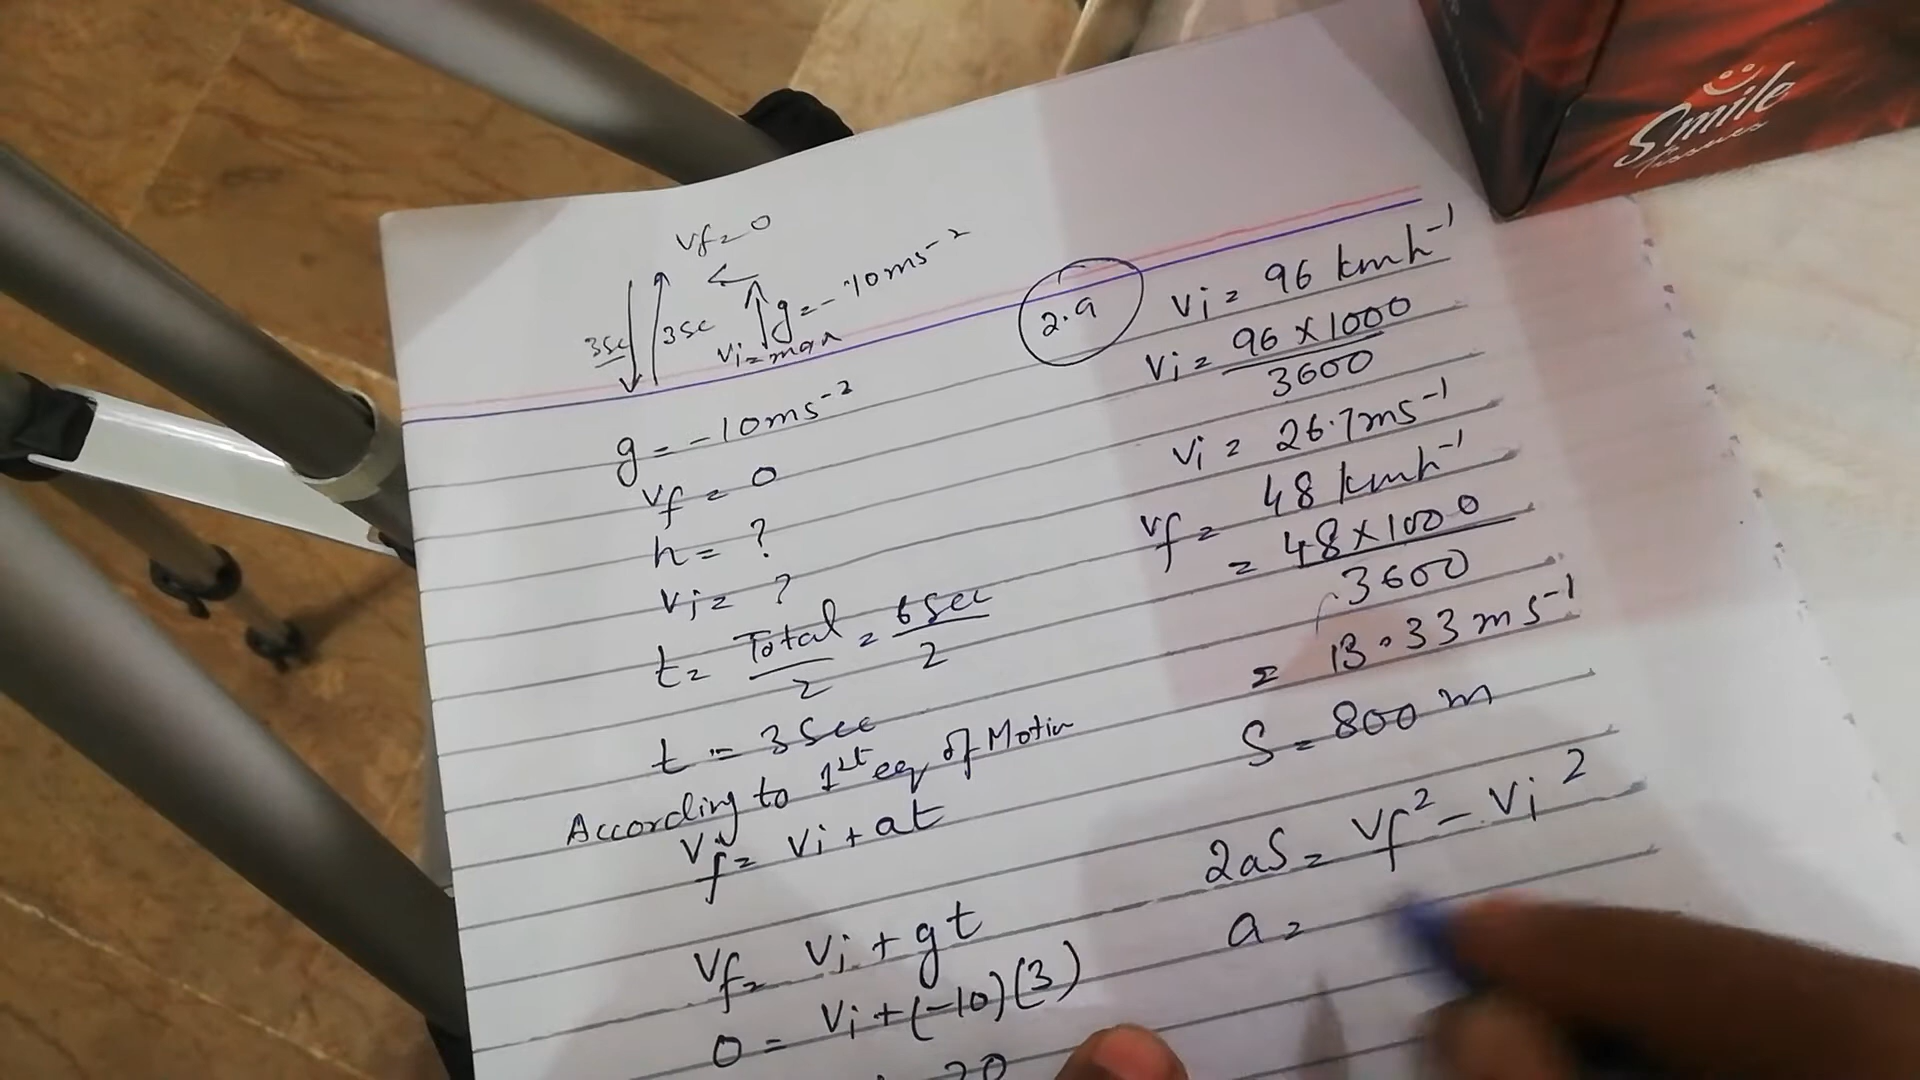 vf = 0
3sec 3sec vi = max g = -10ms⁻²
g = -10ms⁻²
vf = 0
h = ?
vi = ?
t = Total/2 = 6sec/2
t = 3sec
According to 1st eq of Motion
Vf = vi + at
Vf = Vi + gt
0 = Vi + (-10)(3)
30
2.9
Vi = 96 kmh⁻¹
Vi = 96 × 1000/3600
Vi = 26.7ms⁻¹
vf = 48 kmh⁻¹
= 48 × 1000/3600
= 13.33ms⁻¹
S = 800 m
2aS = Vf² - Vi²
a =
Smile
Tissues